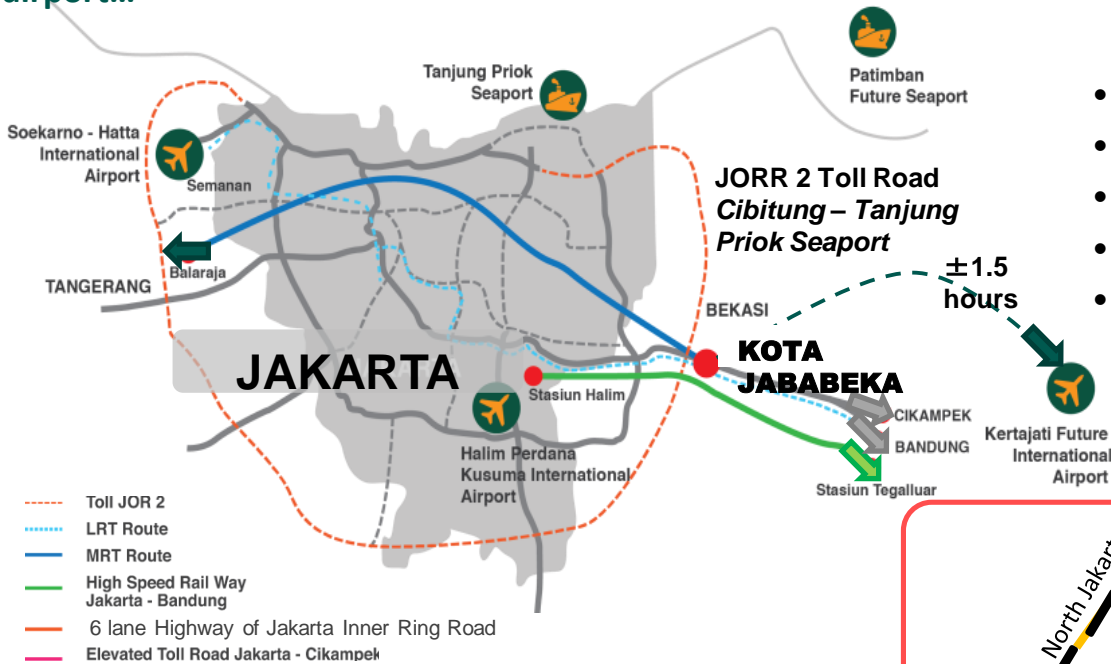 Tanjung Priok
Seaport
Patimban
Future Seaport
Soekarno - Hatta
International
Airport
Semanan
JORR 2 Toll Road
Cibitung – Tanjung
Priok Seaport
±1.5
hours
Balaraja
TANGERANG
BEKASI
JAKARTA
KOTA
JABABEKA
Stasiun Halim
CIKAMPEK
BANDUNG
Kertajati Future
International
Airport
Halim Perdana
Kusuma International
Airport
Stasiun Tegalluar
Toll JOR 2
LRT Route
MRT Route
High Speed Rail Way
Jakarta - Bandung
6 lane Highway of Jakarta Inner Ring Road
Elevated Toll Road Jakarta - Cikampek
North Jakart